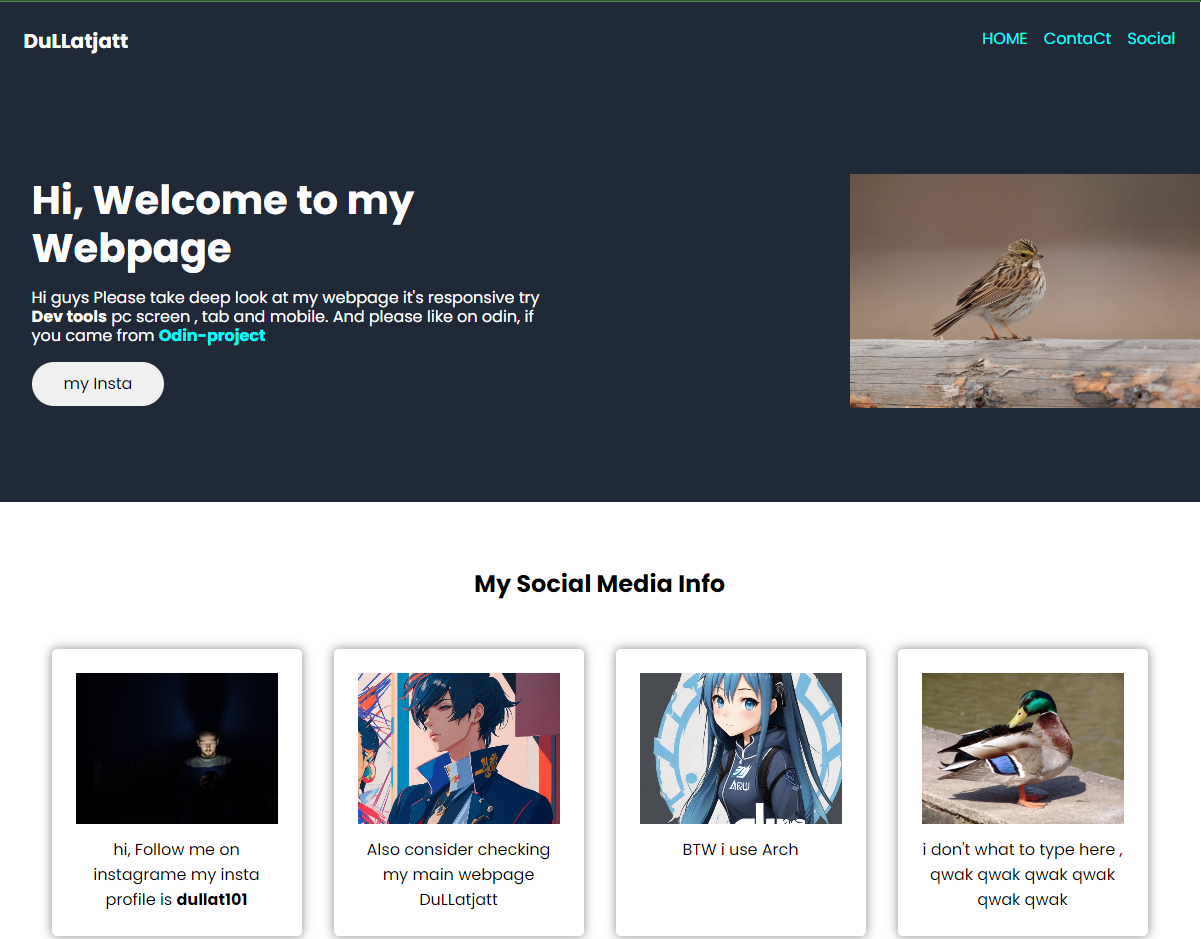 DuLLatjatt
HOME ContaCt Social
Hi, Welcome to my
Webpage
Hi guys Please take deep look at my webpage it's responsive try
Dev tools pc screen , tab and mobile. And please like on odin, if
you came from Odin-project
my Insta
My Social Media Info
hi, Follow me on
instagrame my insta
profile is dullat101
Also consider checking
my main webpage
DuLLatjatt
BTW i use Arch
i don't what to type here ,
qwak qwak qwak qwak
qwak qwak